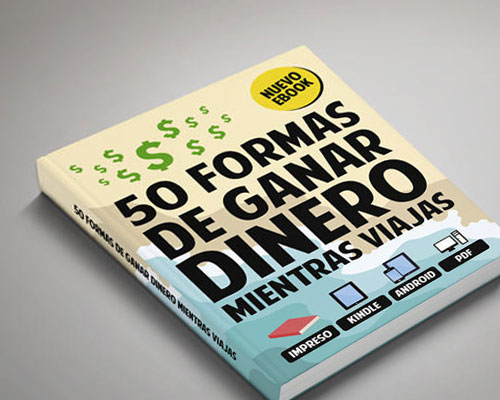 NUEVO
EBOOK
50 FORMAS
DE GANAR
DINERO
MIENTRAS VIAJAS
IMPRESO
KINDLE
ANDROID
PDF
50 FORMAS DE GANAR DINERO MIENTRAS VIAJAS